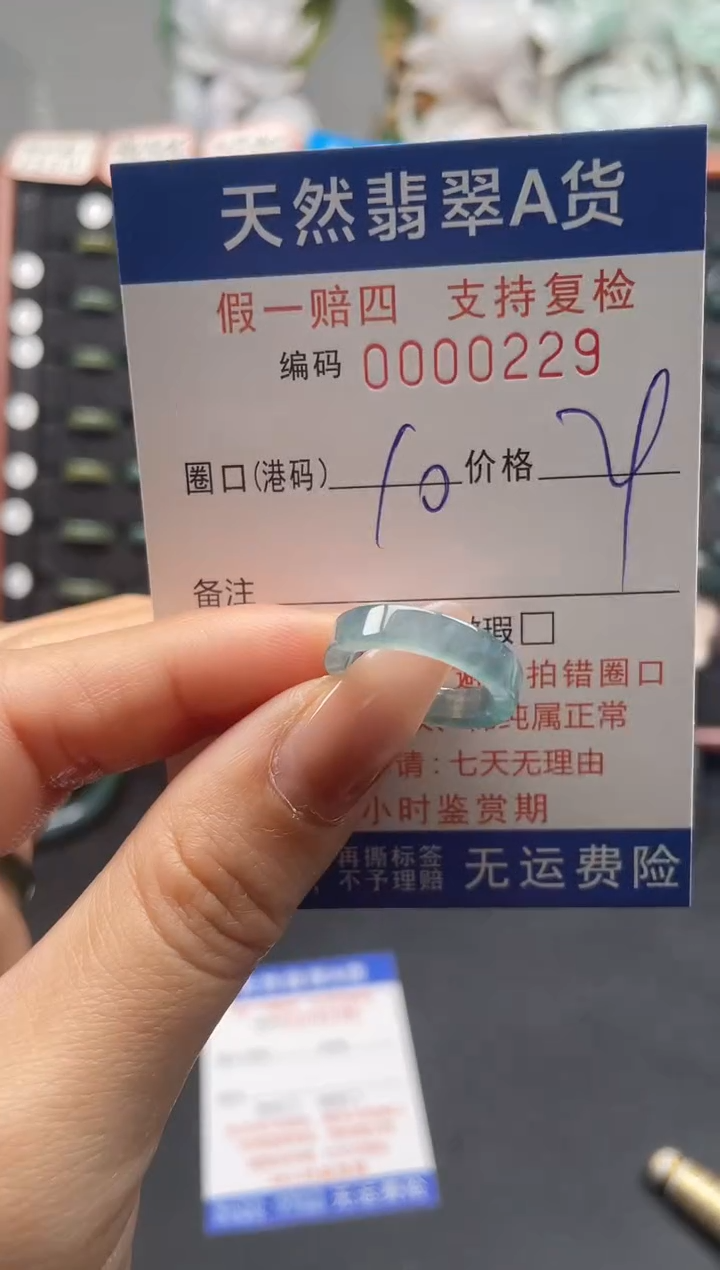 天然翡翠A货
假一赔四 支持复检
编码 0000229
圈口(港码) 10 价格
备注
瑕□
拍错圈口
纯属正常
请:七天无理由
小时鉴赏期
再撕标签
不予理赔
无运费险